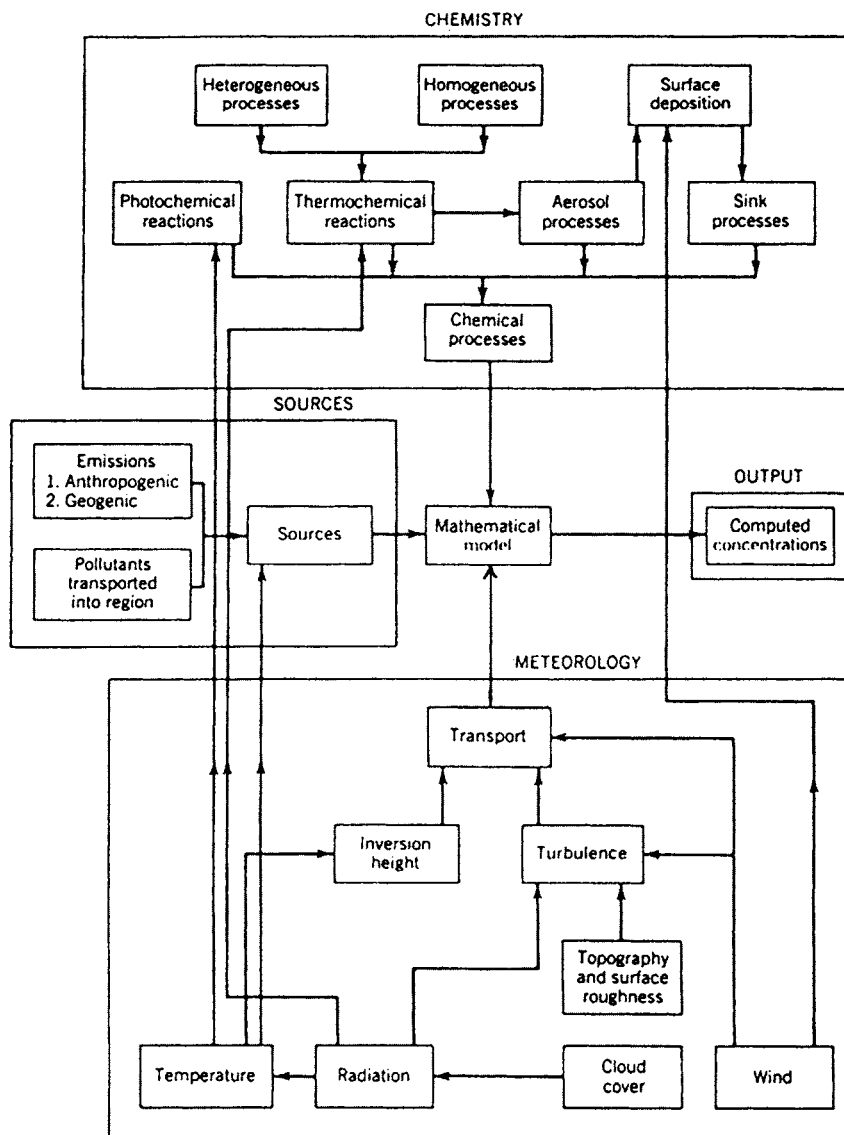 CHEMISTRY
Heterogeneous
processes
Homogeneous
processes
Surface
deposition
Photochemical
reactions
Thermochemical
reactions
Aerosol
processes
Sink
processes
Chemical
processes
SOURCES
Emissions
1. Anthropogenic
2. Geogenic
Pollutants
transported
into region
Sources
Mathematical
model
OUTPUT
Computed
concentrations
METEOROLOGY
Transport
Inversion
height
Turbulence
Topography
and surface
roughness
Temperature
Radiation
Cloud
cover
Wind